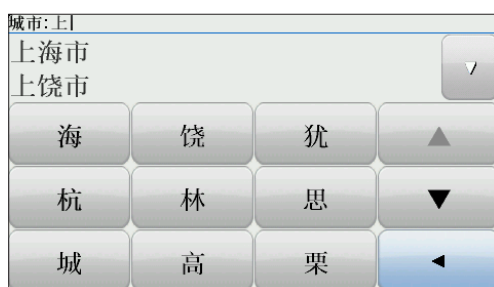 城市:上
上海市
上饶市
海 饶 犹
杭 林 思
城 高 栗